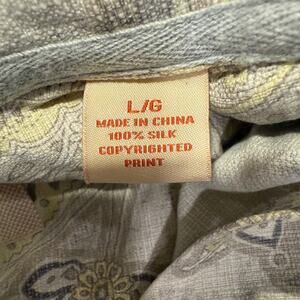 L/G
MADE IN CHINA
100% SILK
COPYRIGHTED
PRINT